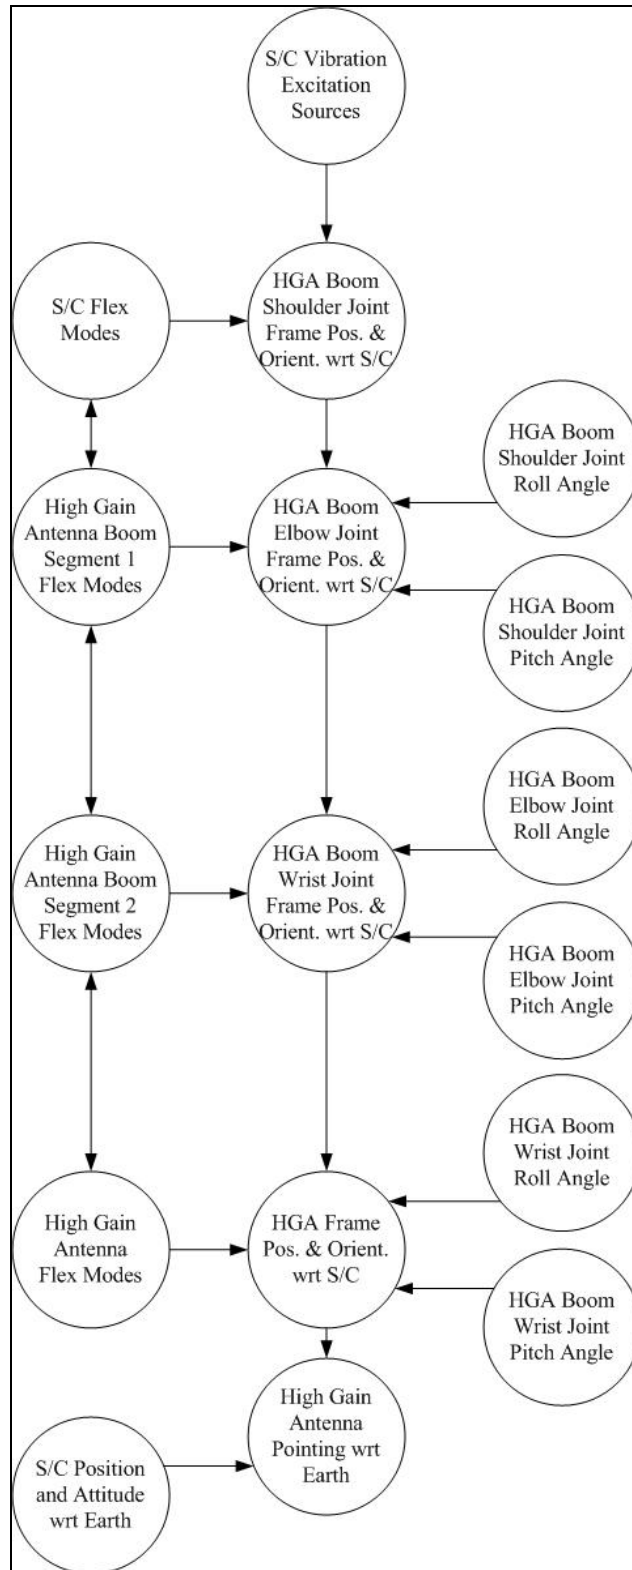 S/C Vibration
Excitation
Sources
S/C Flex
Modes
HGA Boom
Shoulder Joint
Frame Pos. &
Orient. wrt S/C
HGA Boom
Shoulder Joint
Roll Angle
High Gain
Antenna Boom
Segment 1
Flex Modes
HGA Boom
Elbow Joint
Frame Pos. &
Orient. wrt S/C
HGA Boom
Shoulder Joint
Pitch Angle
HGA Boom
Elbow Joint
Roll Angle
High Gain
Antenna Boom
Segment 2
Flex Modes
HGA Boom
Wrist Joint
Frame Pos. &
Orient. wrt S/C
HGA Boom
Elbow Joint
Pitch Angle
HGA Boom
Wrist Joint
Roll Angle
High Gain
Antenna
Flex Modes
HGA Frame
Pos. & Orient.
wrt S/C
HGA Boom
Wrist Joint
Pitch Angle
High Gain
Antenna
Pointing wrt
Earth
S/C Position
and Attitude
wrt Earth